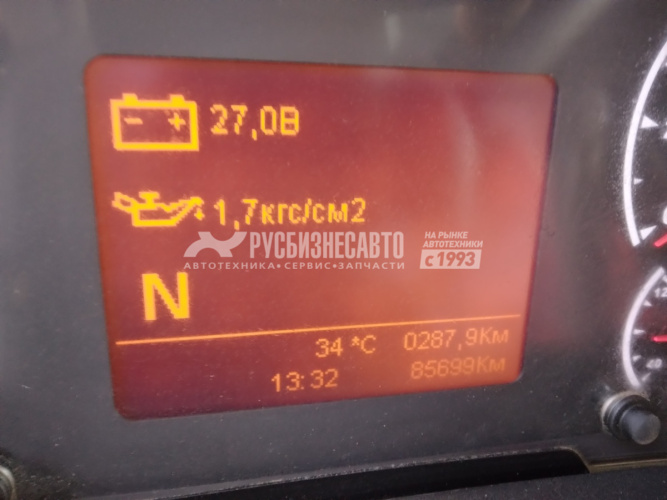 - + 27,0В
1,7кгс/см2
РУСБИЗНЕСАВТО
АВТОТЕХНИКА • СЕРВИС • ЗАПЧАСТИ
НА РЫНКЕ
АВТОТЕХНИКИ
с 1993
N
34 °C 0287,9Км
13:32 85699Км